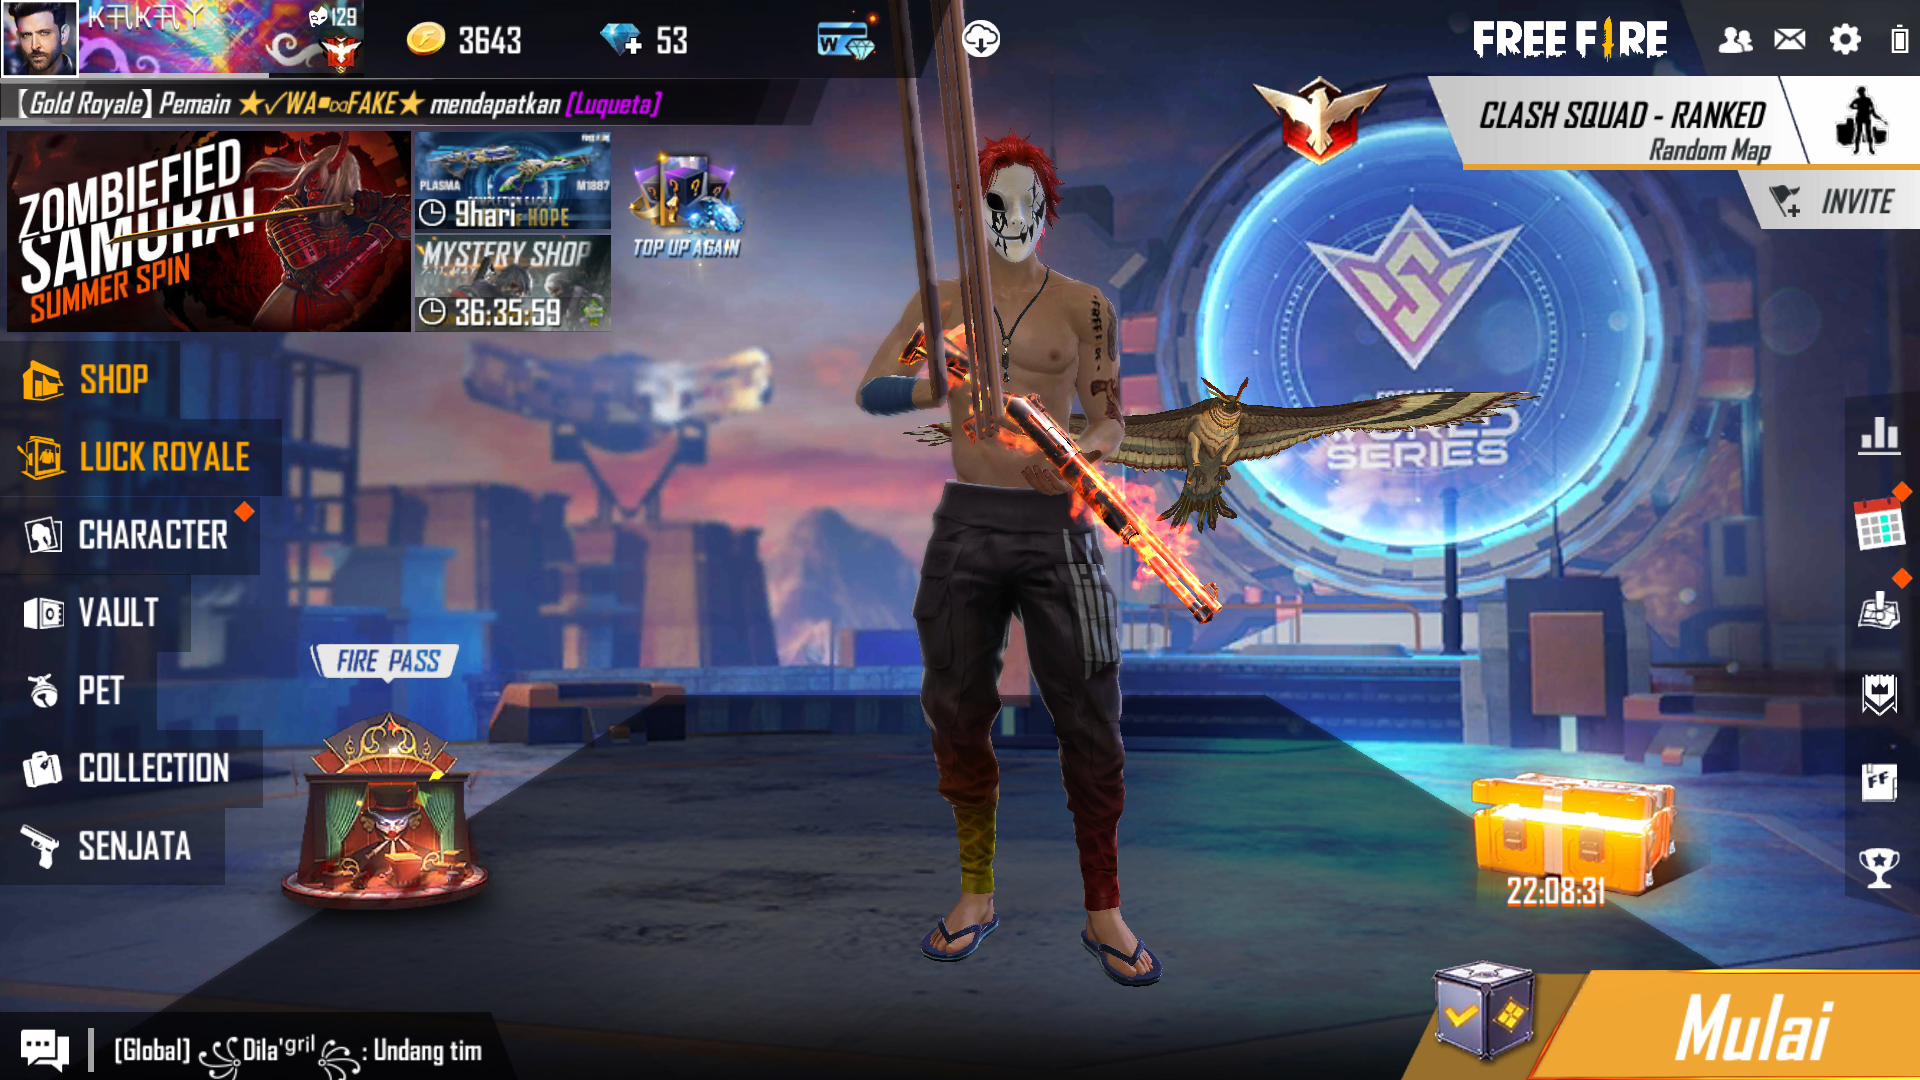 129
3643
53
W
FREE FIRE
【Gold Royale】Pemain ★✓WA■∞FAKE★ mendapatkan [Luqueta]
CLASH SQUAD - RANKED
Random Map
INVITE
ZOMBIEFIED
SAMURAI
SUMMER SPIN
PLASMA
M1887
9hari
HOPE
MYSTERY SHOP
36:35:59
TOP UP AGAIN
SHOP
LUCK ROYALE
CHARACTER
VAULT
PET
COLLECTION
SENJATA
FIRE PASS
WORLD
SERIES
FF
22:08:31
[Global] Dila'gril : Undang tim
Mulai